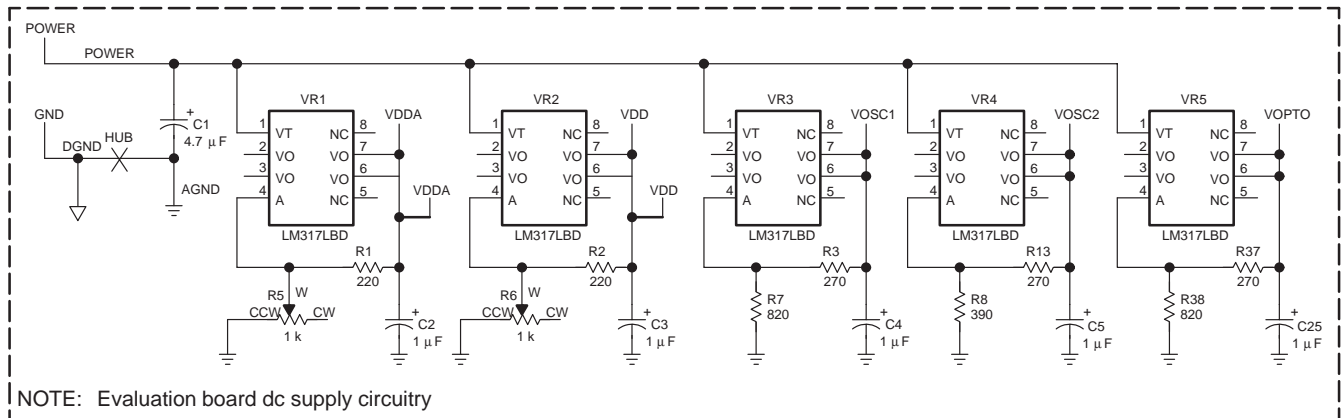 POWER
POWER
GND
DGND
HUB
AGND
+
C1
4.7 µF
VR1
VDDA
1
VT
NC
8
2
VO
VO
7
3
VO
VO
6
4
A
NC
5
VDDA
LM317LBD
R1
220
R5
W
CCW
CW
1 k
+
C2
1 µF
VR2
VDD
1
VT
NC
8
2
VO
VO
7
3
VO
VO
6
4
A
NC
5
VDD
LM317LBD
R2
220
R6
W
CCW
CW
1 k
+
C3
1 µF
VR3
VOSC1
1
VT
NC
8
2
VO
VO
7
3
VO
VO
6
4
A
NC
5
LM317LBD
R3
270
R7
820
+
C4
1 µF
VR4
VOSC2
1
VT
NC
8
2
VO
VO
7
3
VO
VO
6
4
A
NC
5
LM317LBD
R13
270
R8
390
+
C5
1 µF
VR5
VOPTO
1
VT
NC
8
2
VO
VO
7
3
VO
VO
6
4
A
NC
5
LM317LBD
R37
270
R38
820
+
C25
1 µF
NOTE: Evaluation board dc supply circuitry